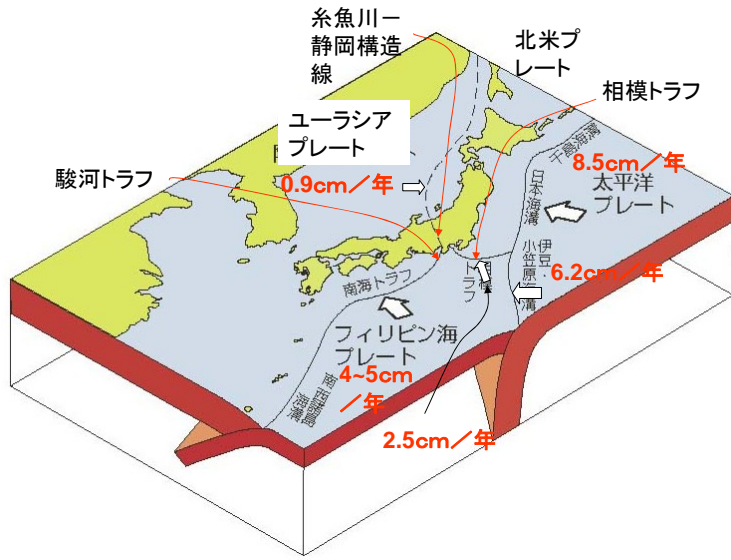 糸魚川－
静岡構造
線
北米プ
レート
相模トラフ
ユーラシア
プレート
駿河トラフ
0.9cm／年
千島海溝
8.5cm／年
太平洋
プレート
日本海溝
伊豆・
小笠原海溝
6.2cm／年
相模
トラフ
南海トラフ
フィリピン海
プレート
4~5cm
／年
南西諸島
海溝
2.5cm／年